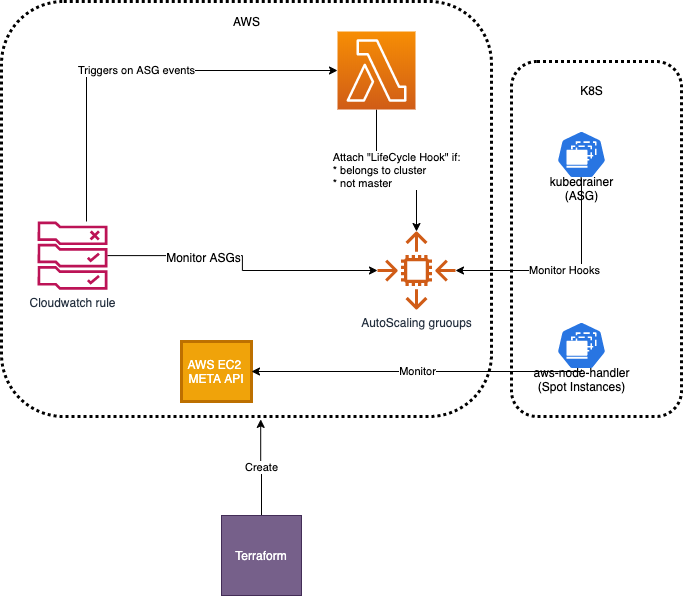 AWS
Triggers on ASG events
K8S
Attach "LifeCycle Hook" if:
* belongs to cluster
* not master
kubedrainer
(ASG)
Monitor ASGs
Monitor Hooks
Cloudwatch rule
AutoScaling gruoups
AWS EC2
META API
Monitor
aws-node-handler
(Spot Instances)
Create
Terraform